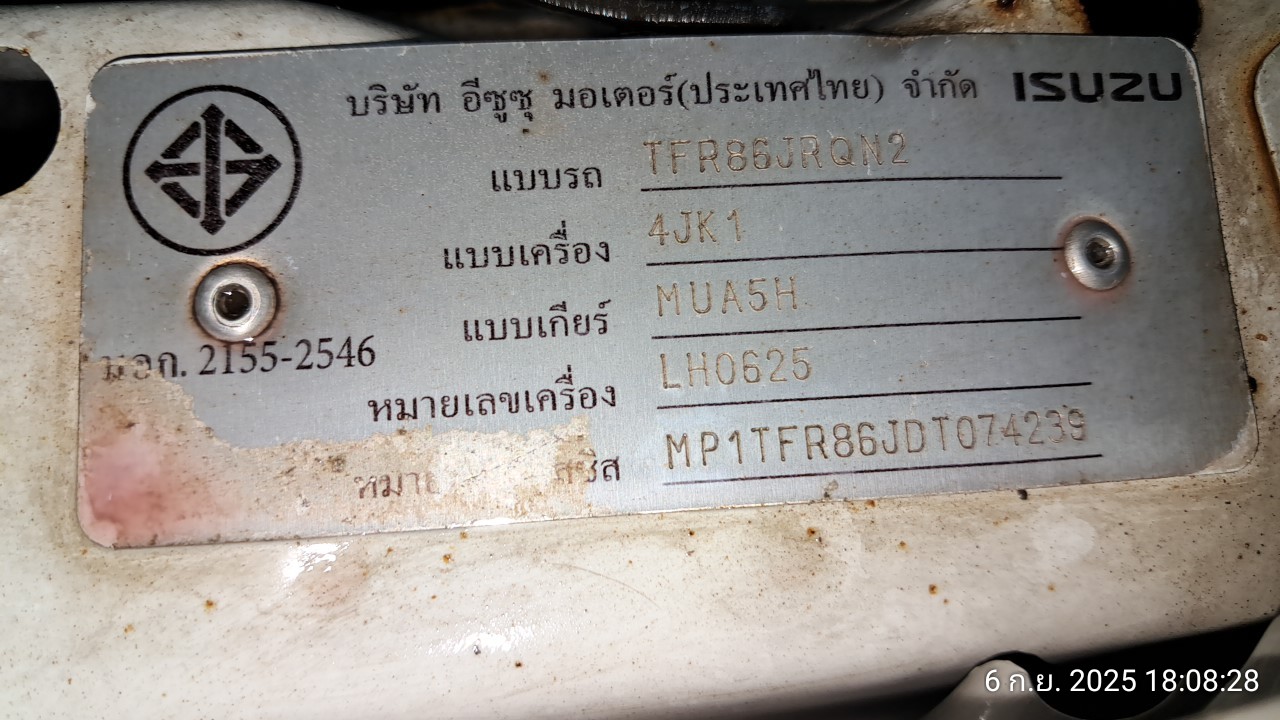 บริษัท อีซูซุ มอเตอร์(ประเทศไทย) จำกัด ISUZU
แบบรถ TFR86JRQN2
แบบเครื่อง 4JK1
แบบเกียร์ MUA5H
มอก. 2155-2546
หมายเลขเครื่อง LH0625
MP1TFR86JDT074239
6 ก.ย. 2025 18:08:28